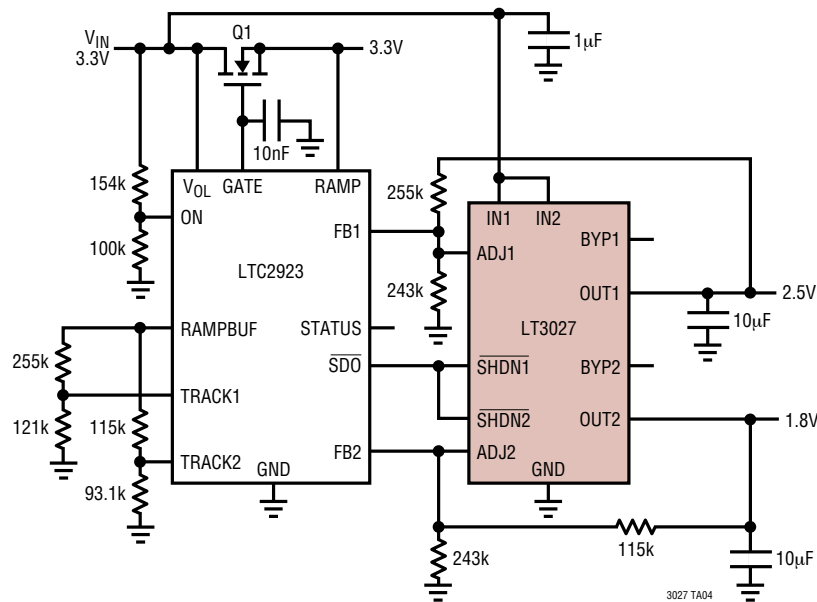 Q1
VIN
3.3V
3.3V
1µF
10nF
154k
VOL
GATE
RAMP
255k
IN1
IN2
ON
FB1
ADJ1
BYP1
100k
LTC2923
243k
OUT1
2.5V
RAMPBUF
STATUS
LT3027
10µF
255k
SDO
SHDN1
BYP2
TRACK1
121k
115k
SHDN2
OUT2
1.8V
TRACK2
GND
FB2
ADJ2
GND
93.1k
243k
115k
10µF
3027 TA04